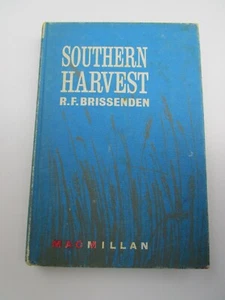 SOUTHERN
HARVEST
R.F. BRISSENDEN
MACMILLAN